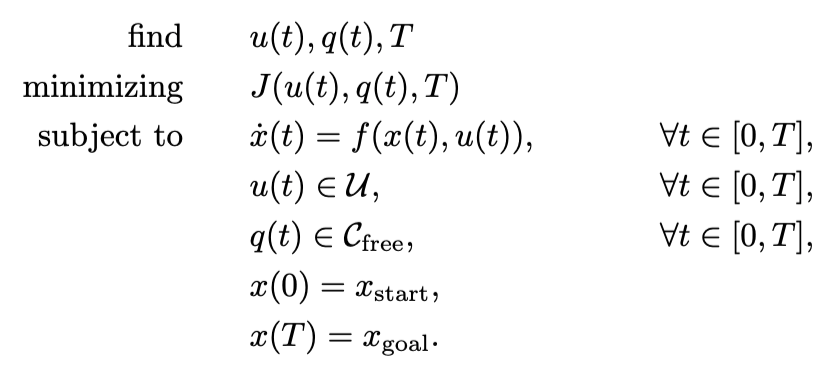 find u(t), q(t), T
minimizing J(u(t), q(t), T)
subject to ẋ(t) = f(x(t), u(t)), ∀t ∈ [0, T],
u(t) ∈ 𝒰, ∀t ∈ [0, T],
q(t) ∈ 𝒞_free, ∀t ∈ [0, T],
x(0) = x_start,
x(T) = x_goal.